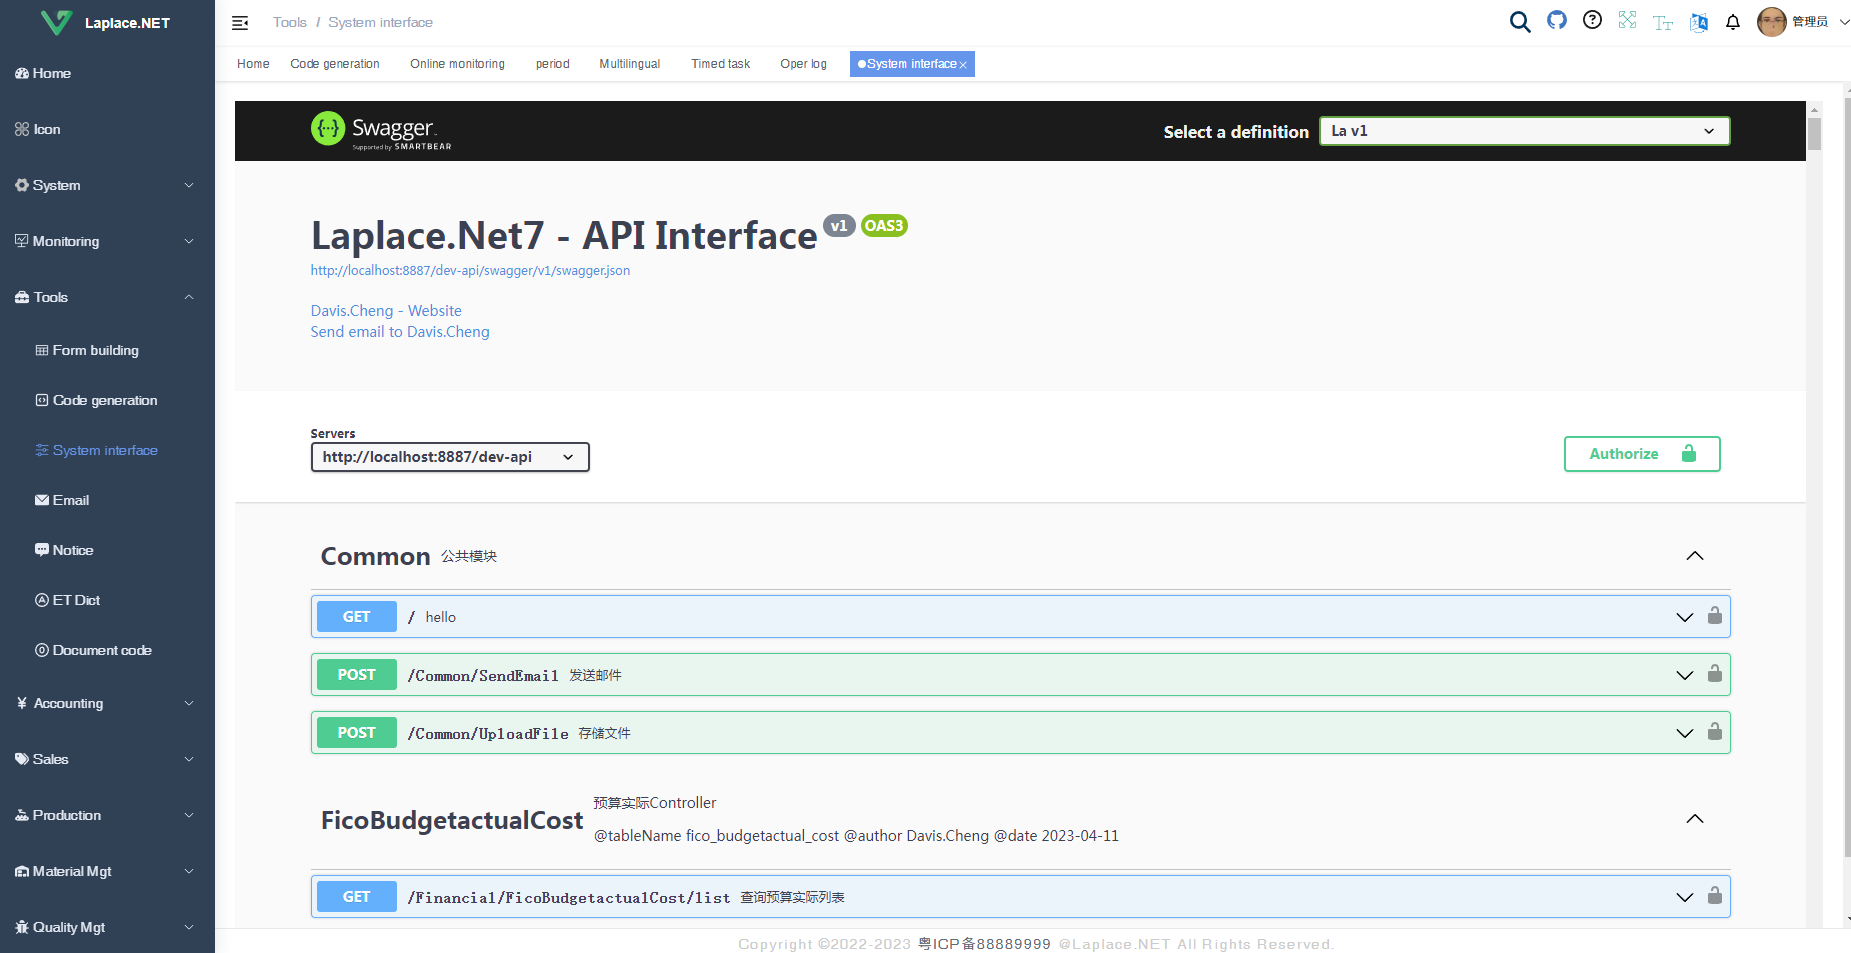 Laplace.NET
Tools / System interface
管理员
Home
Code generation
Online monitoring
period
Multilingual
Timed task
Oper log
System interface
Home
Icon
System
Monitoring
Tools
Form building
Code generation
System interface
Email
Notice
ET Dict
Document code
Accounting
Sales
Production
Material Mgt
Quality Mgt
Swagger
Supported by SMARTBEAR
Select a definition
La v1
Laplace.Net7 - API Interface v1 OAS3
http://localhost:8887/dev-api/swagger/v1/swagger.json
Davis.Cheng - Website
Send email to Davis.Cheng
Servers
http://localhost:8887/dev-api
Authorize
Common 公共模块
GET / hello
POST /Common/SendEmail 发送邮件
POST /Common/UploadFile 存储文件
FicoBudgetactualCost
预算实际Controller
@tableName fico_budgetactual_cost @author Davis.Cheng @date 2023-04-11
GET /Financial/FicoBudgetactualCost/list 查询预算实际列表
Copyright ©2022-2023 粤ICP备88889999 @Laplace.NET All Rights Reserved.